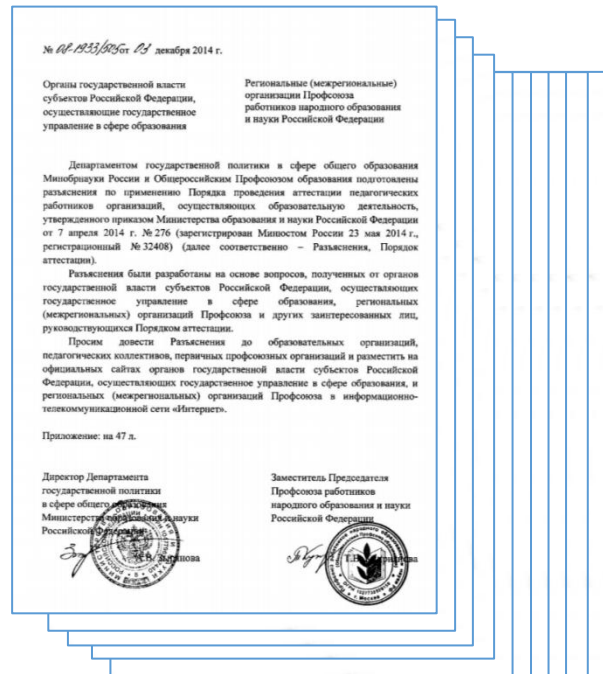 № 08-1933/505 от 03 декабря 2014 г.
Органы государственной власти
субъектов Российской Федерации,
осуществляющие государственное
управление в сфере образования
Региональные (межрегиональные)
организации Профсоюза
работников народного образования
и науки Российской Федерации
Департаментом государственной политики в сфере общего образования
Минобрнауки России и Общероссийским Профсоюзом образования подготовлены
разъяснения по применению Порядка проведения аттестации педагогических
работников организаций, осуществляющих образовательную деятельность,
утвержденного приказом Министерства образования и науки Российской Федерации
от 7 апреля 2014 г. № 276 (зарегистрирован Минюстом России 23 мая 2014 г.,
регистрационный № 32408) (далее соответственно – Разъяснения, Порядок
аттестации).
Разъяснения были разработаны на основе вопросов, полученных от органов
государственной власти субъектов Российской Федерации, осуществляющих
государственное управление в сфере образования, региональных
(межрегиональных) организаций Профсоюза и других заинтересованных лиц,
руководствующихся Порядком аттестации.
Просим довести Разъяснения до образовательных организаций,
педагогических коллективов, первичных профсоюзных организаций и разместить на
официальных сайтах органов государственной власти субъектов Российской
Федерации, осуществляющих государственное управление в сфере образования, и
региональных (межрегиональных) организаций Профсоюза в информационно-
телекоммуникационной сети «Интернет».
Приложение: на 47 л.
Директор Департамента
государственной политики
в сфере общего образования
Министерства образования и науки
Российской Федерации
Заместитель Председателя
Профсоюза работников
народного образования и науки
Российской Федерации